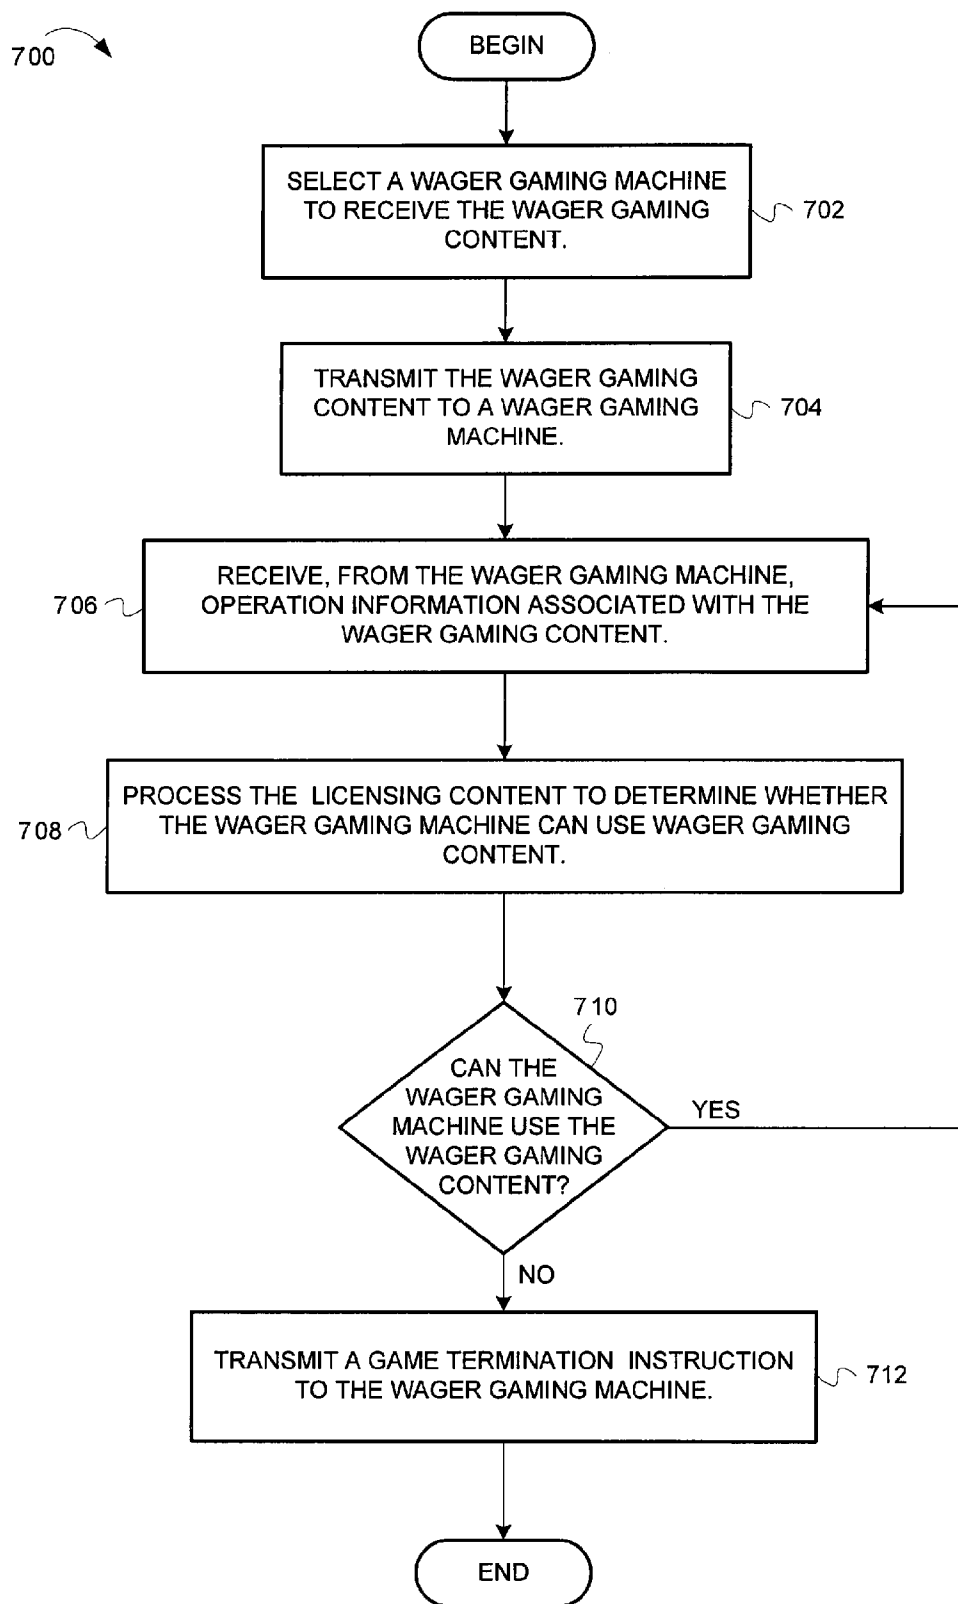 700
BEGIN
SELECT A WAGER GAMING MACHINE
TO RECEIVE THE WAGER GAMING
CONTENT.
702
TRANSMIT THE WAGER GAMING
CONTENT TO A WAGER GAMING
MACHINE.
704
RECEIVE, FROM THE WAGER GAMING MACHINE,
OPERATION INFORMATION ASSOCIATED WITH THE
WAGER GAMING CONTENT.
706
PROCESS THE LICENSING CONTENT TO DETERMINE WHETHER
THE WAGER GAMING MACHINE CAN USE WAGER GAMING
CONTENT.
708
710
CAN THE
WAGER GAMING
MACHINE USE THE
WAGER GAMING
CONTENT?
YES
NO
TRANSMIT A GAME TERMINATION INSTRUCTION
TO THE WAGER GAMING MACHINE.
712
END